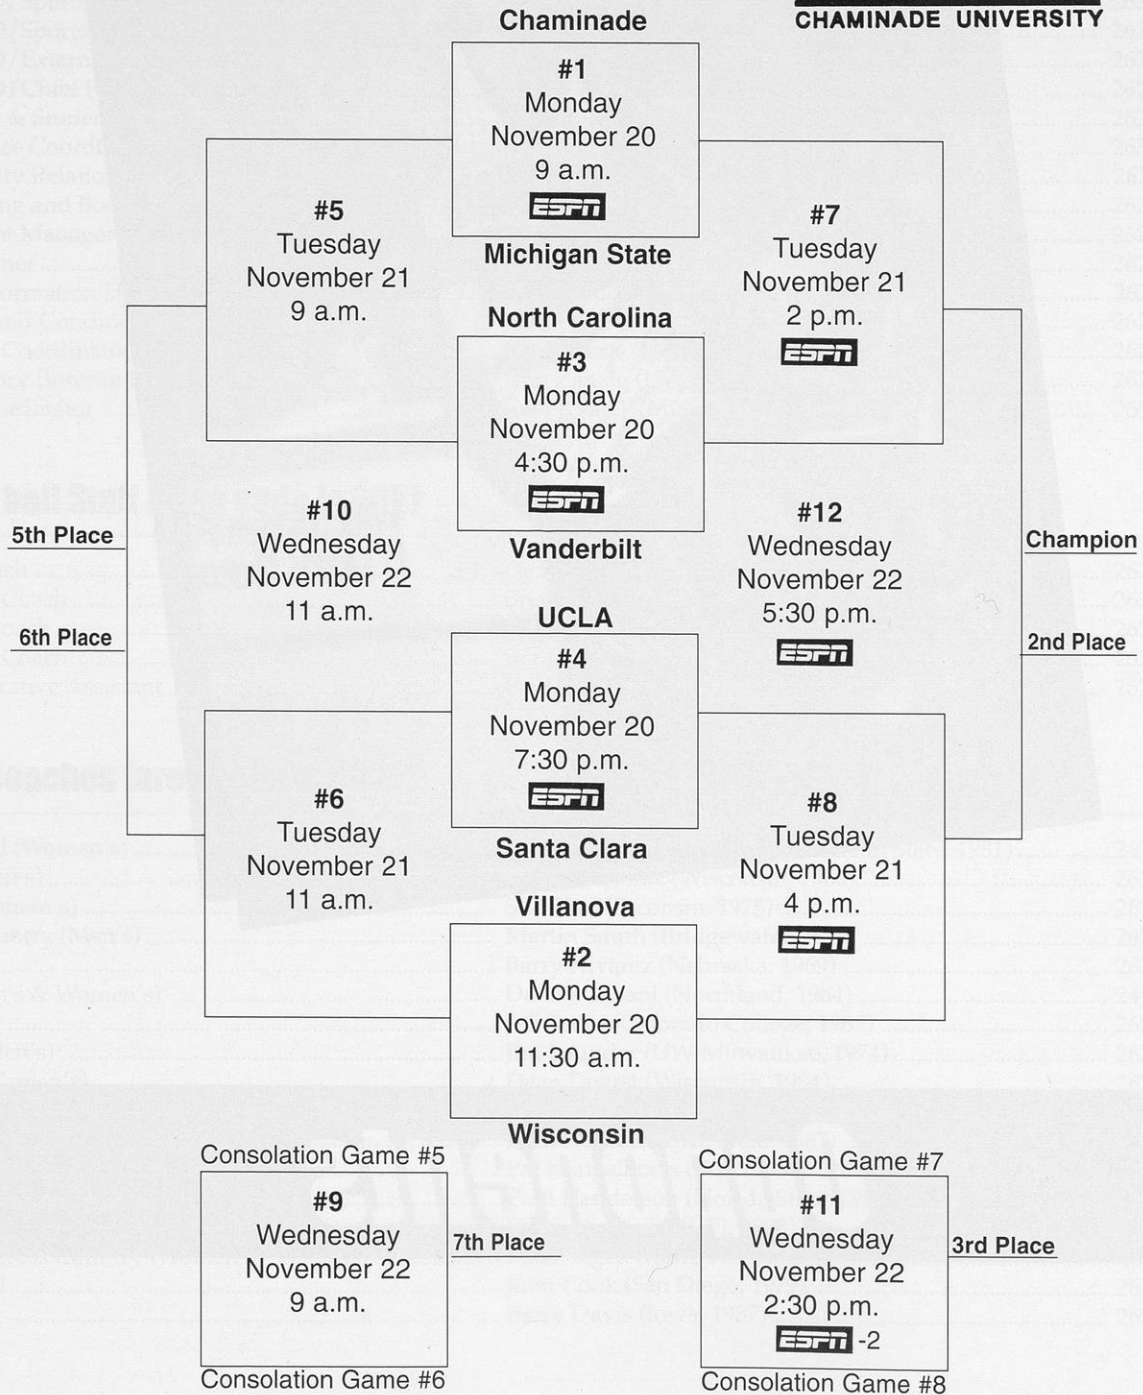 CHAMINADE UNIVERSITY
Chaminade
#1
Monday
November 20
9 a.m.
ESPN
Michigan State
#5
Tuesday
November 21
9 a.m.
#7
Tuesday
November 21
2 p.m.
ESPN
North Carolina
#3
Monday
November 20
4:30 p.m.
ESPN
Vanderbilt
5th Place
6th Place
#10
Wednesday
November 22
11 a.m.
#12
Wednesday
November 22
5:30 p.m.
ESPN
Champion
2nd Place
UCLA
#4
Monday
November 20
7:30 p.m.
ESPN
Santa Clara
#6
Tuesday
November 21
11 a.m.
#8
Tuesday
November 21
4 p.m.
ESPN
Villanova
#2
Monday
November 20
11:30 a.m.
Wisconsin
Consolation Game #5
#9
Wednesday
November 22
9 a.m.
7th Place
Consolation Game #6
Consolation Game #7
#11
Wednesday
November 22
2:30 p.m.
ESPN -2
3rd Place
Consolation Game #8